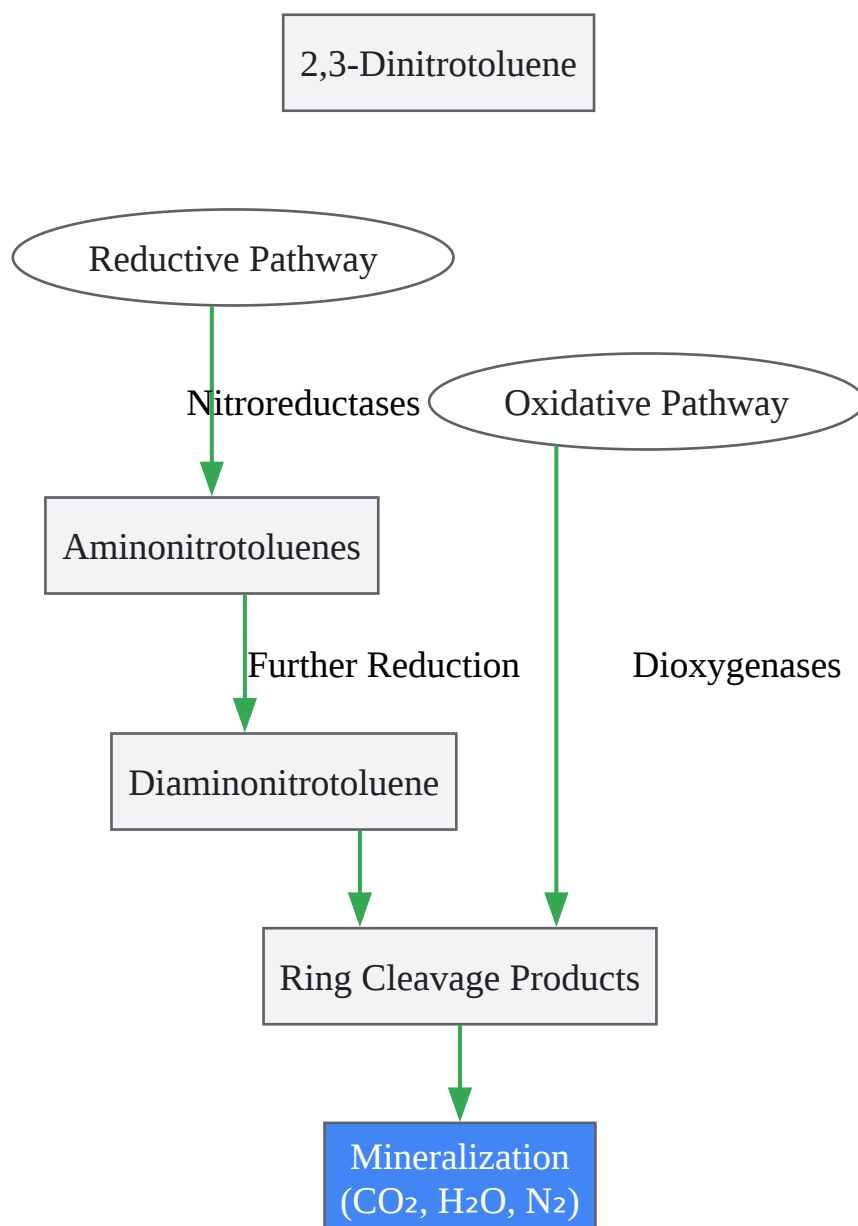 2,3-Dinitrotoluene
Reductive Pathway
Nitroreductases
Oxidative Pathway
Aminonitrotoluenes
Further Reduction
Dioxygenases
Diaminonitrotoluene
Ring Cleavage Products
Mineralization
(CO₂, H₂O, N₂)